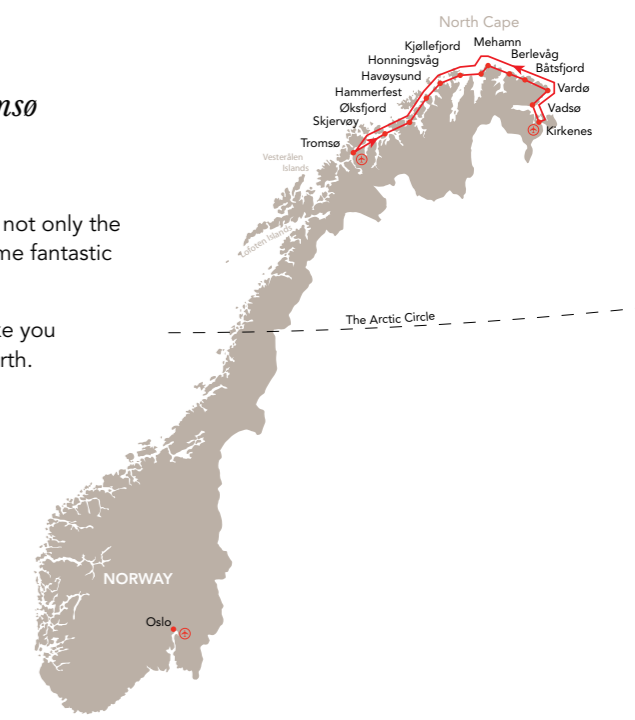 nsø
not only the
me fantastic
ke you
rth.
North Cape
Kjøllefjord
Mehamn
Honningsvåg
Berlevåg
Havøysund
Båtsfjord
Hammerfest
Vardø
Øksfjord
Vadsø
Skjervøy
Kirkenes
Tromsø
Vesterålen
Islands
Lofoten Islands
The Arctic Circle
NORWAY
Oslo